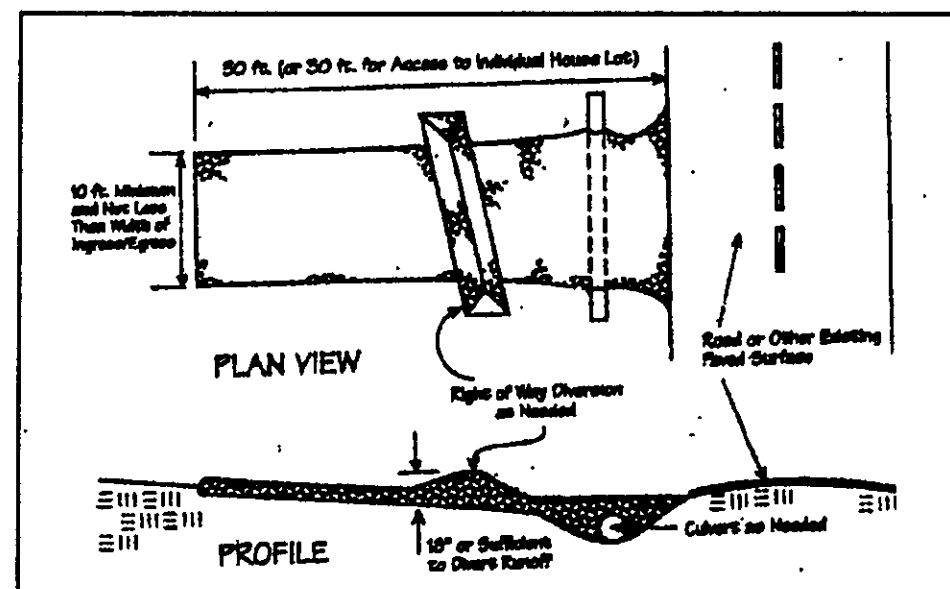 50 ft. (or 30 ft. for Access to Individual House Lot)
10 ft. Minimum
and Not Less
Than Width of
Ingress/Egress
PLAN VIEW
Road or Other Existing
Paved Surface
Right of Way Diversion
as Needed
Culvert as Needed
18" or Sufficient
to Divert Runoff
PROFILE